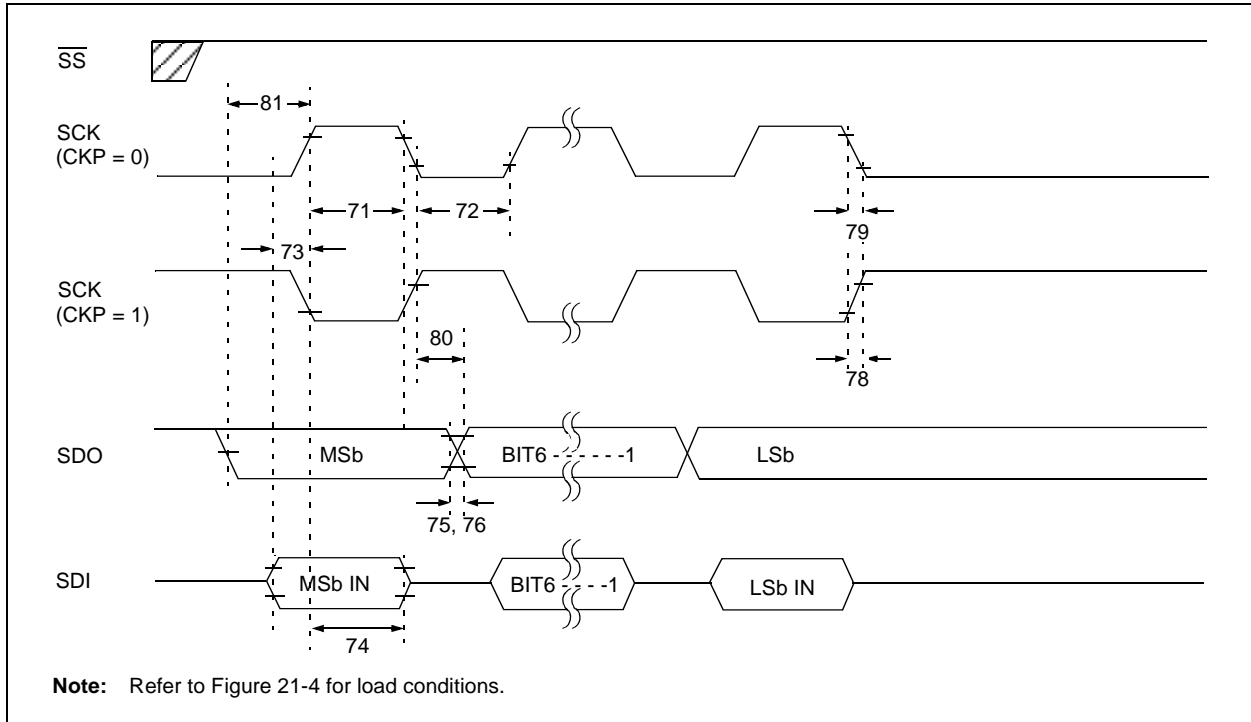 SS
81
SCK
(CKP = 0)
71
72
79
73
SCK
(CKP = 1)
80
78
SDO
MSb
BIT6 - - - - - -1
LSb
75, 76
SDI
MSb IN
BIT6 - - - -1
LSb IN
74
Note: Refer to Figure 21-4 for load conditions.